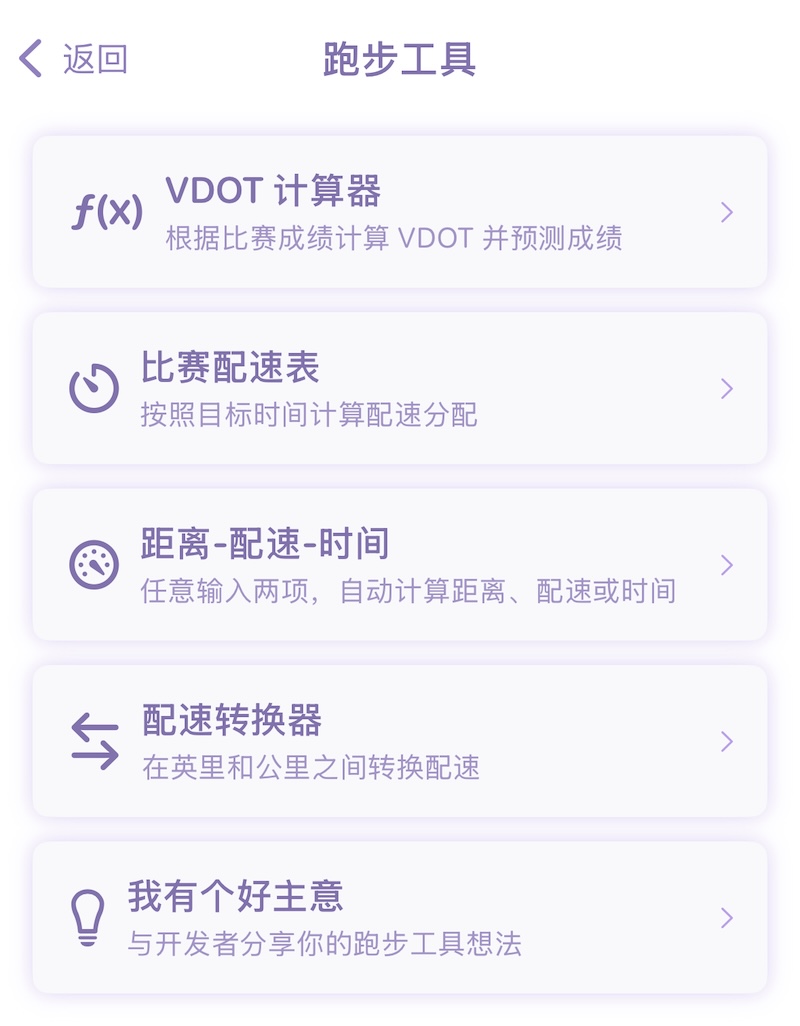 返回
跑步工具
f(x)
VDOT 计算器
根据比赛成绩计算 VDOT 并预测成绩
比赛配速表
按照目标时间计算配速分配
距离-配速-时间
任意输入两项，自动计算距离、配速或时间
配速转换器
在英里和公里之间转换配速
我有个好主意
与开发者分享你的跑步工具想法